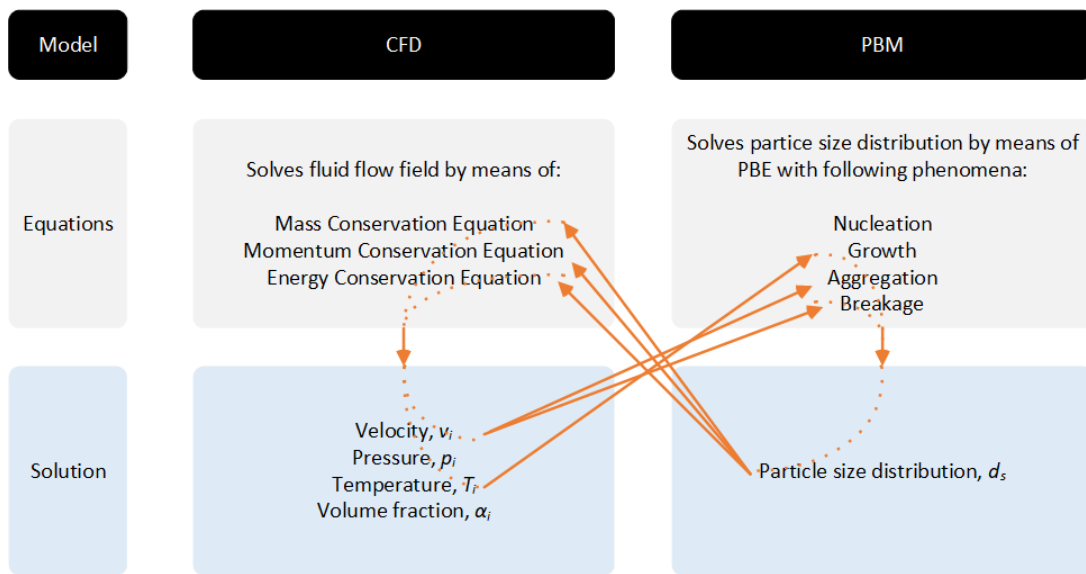 Model
CFD
PBM
Equations
Solves fluid flow field by means of:
Mass Conservation Equation
Momentum Conservation Equation
Energy Conservation Equation
Solves partice size distribution by means of
PBE with following phenomena:
Nucleation
Growth
Aggregation
Breakage
Solution
Velocity, vᵢ
Pressure, pᵢ
Temperature, Tᵢ
Volume fraction, αᵢ
Particle size distribution, dₛ